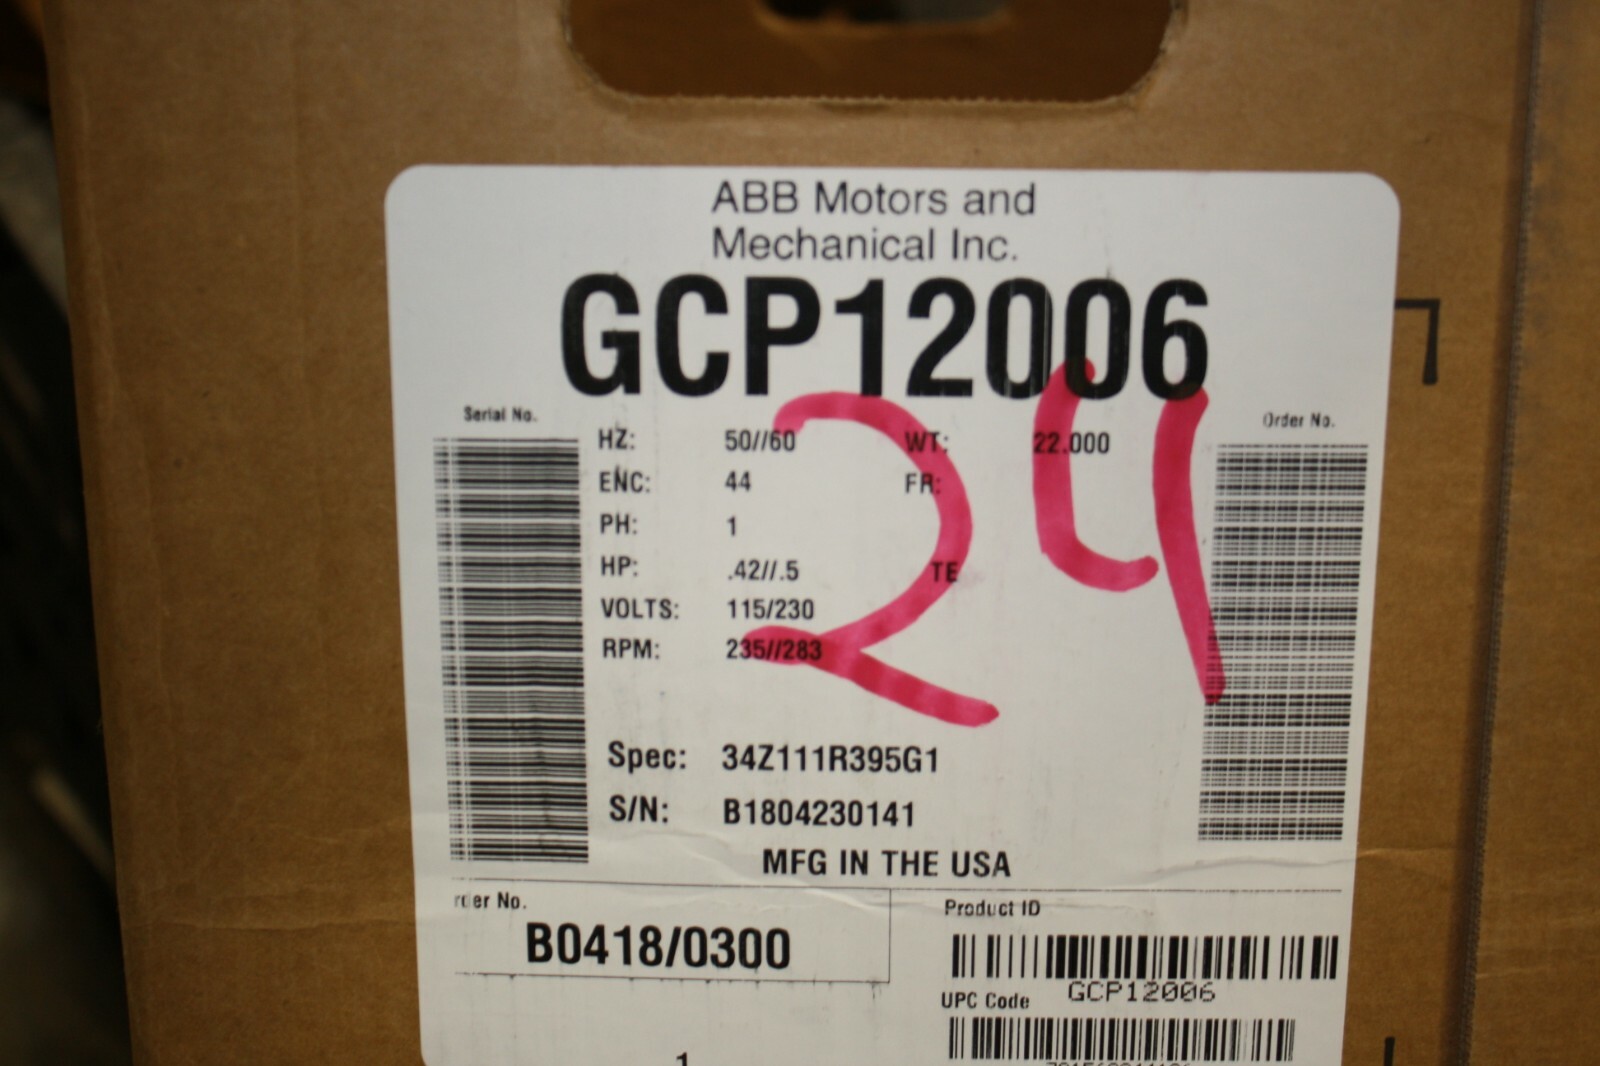 ABB Motors and
Mechanical Inc.
GCP12006
Serial No.
Order No.
HZ: 50//60 WT: 22.000
ENC: 44 FR:
PH: 1
HP: .42//.5 TE
VOLTS: 115/230
RPM: 235//283
24
Spec: 34Z111R395G1
S/N: B1804230141
MFG IN THE USA
rder No.
B0418/0300
Product ID
GCP12006
UPC Code
1